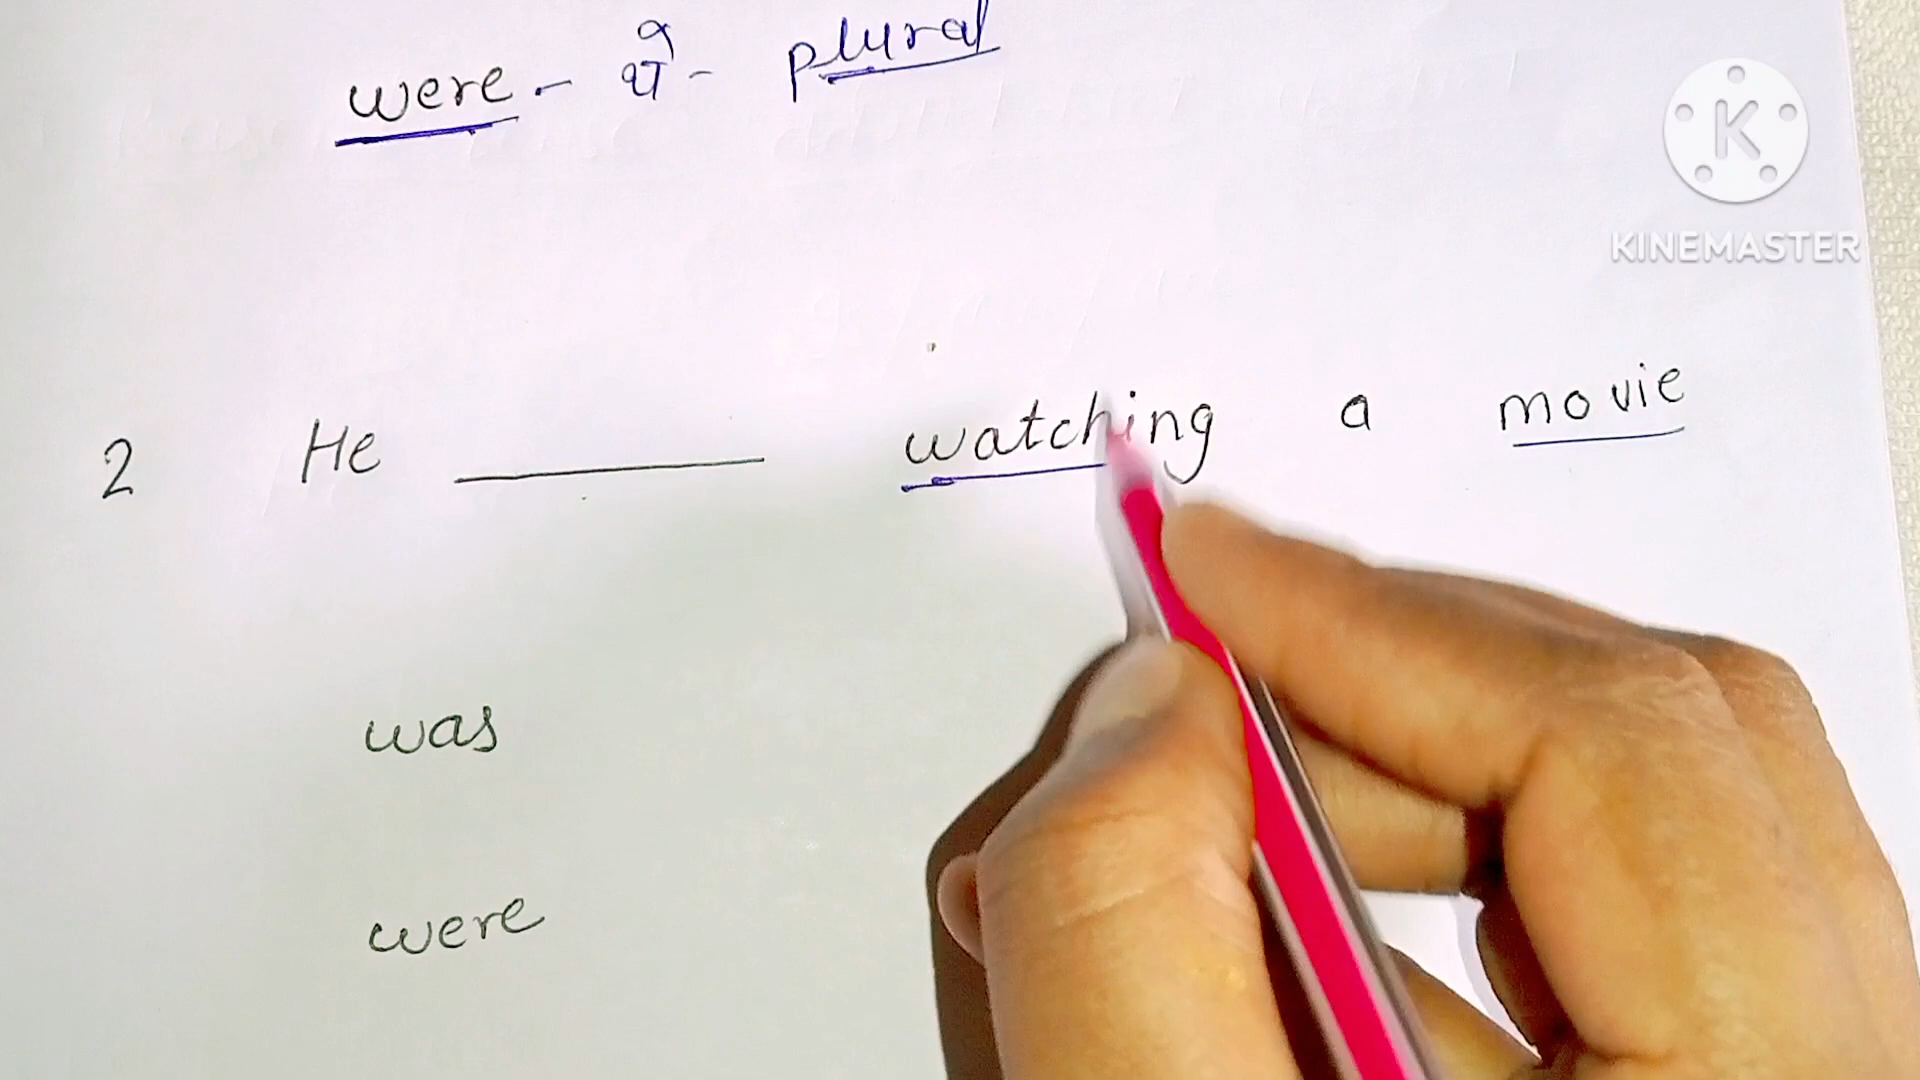 were - थे - plural
K
KINEMASTER
2 He ______ watching a movie
was
were